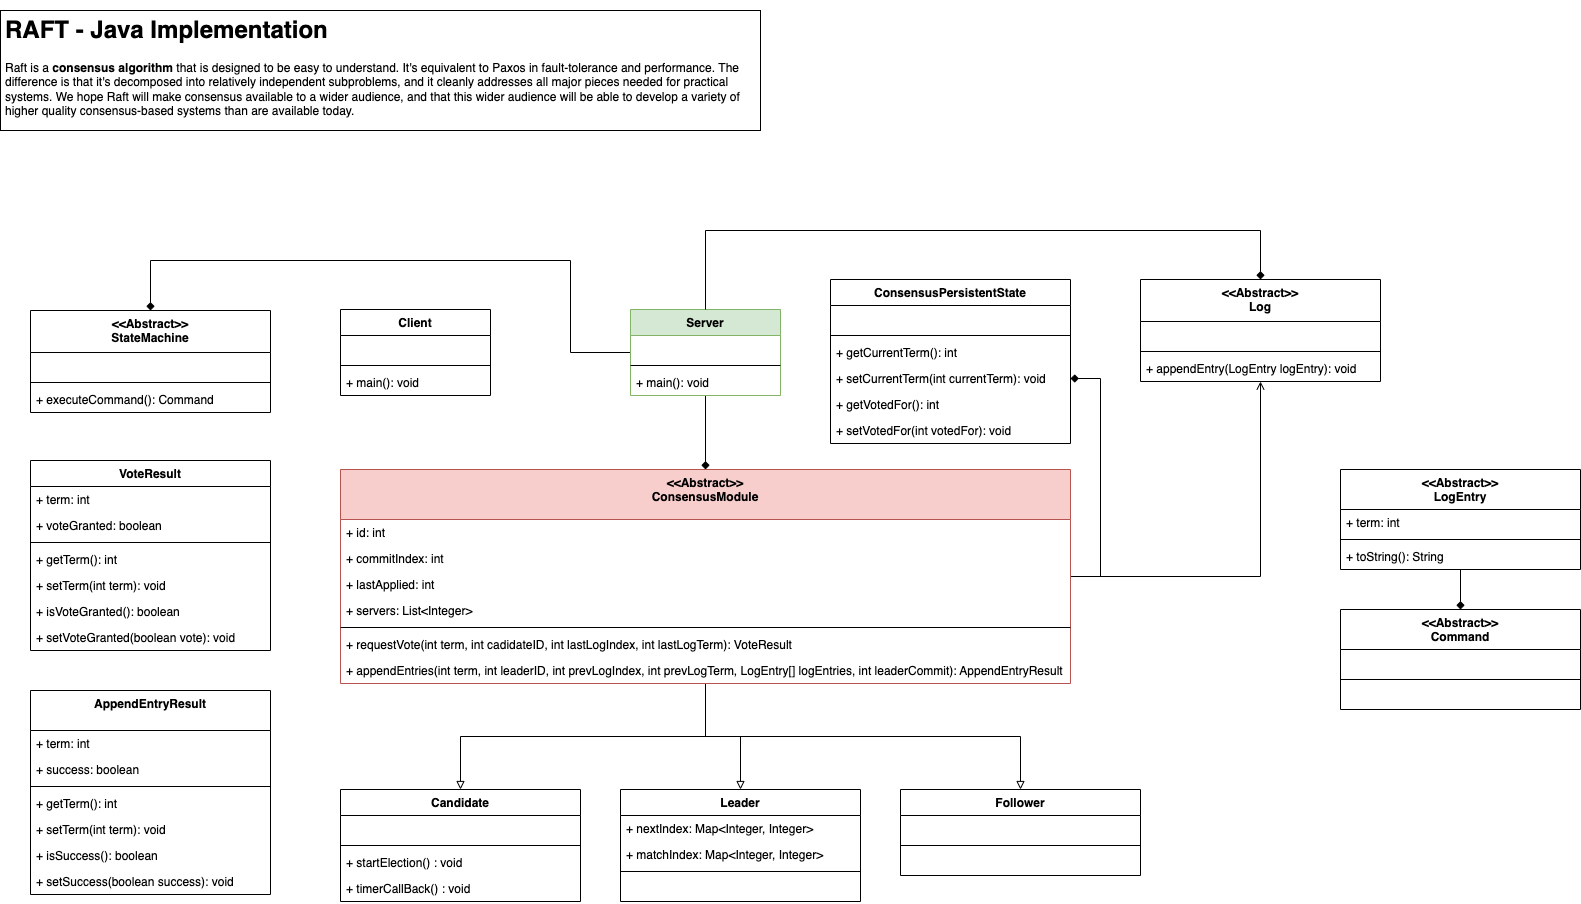 RAFT - Java Implementation
Raft is a consensus algorithm that is designed to be easy to understand. It's equivalent to Paxos in fault-tolerance and performance. The
difference is that it's decomposed into relatively independent subproblems, and it cleanly addresses all major pieces needed for practical
systems. We hope Raft will make consensus available to a wider audience, and that this wider audience will be able to develop a variety of
higher quality consensus-based systems than are available today.
<<Abstract>>
StateMachine
+ executeCommand(): Command
Client
+ main(): void
Server
+ main(): void
ConsensusPersistentState
+ getCurrentTerm(): int
+ setCurrentTerm(int currentTerm): void
+ getVotedFor(): int
+ setVotedFor(int votedFor): void
<<Abstract>>
Log
+ appendEntry(LogEntry logEntry): void
VoteResult
+ term: int
+ voteGranted: boolean
+ getTerm(): int
+ setTerm(int term): void
+ isVoteGranted(): boolean
+ setVoteGranted(boolean vote): void
<<Abstract>>
ConsensusModule
+ id: int
+ commitIndex: int
+ lastApplied: int
+ servers: List<Integer>
+ requestVote(int term, int cadidateID, int lastLogIndex, int lastLogTerm): VoteResult
+ appendEntries(int term, int leaderID, int prevLogIndex, int prevLogTerm, LogEntry[] logEntries, int leaderCommit): AppendEntryResult
<<Abstract>>
LogEntry
+ term: int
+ toString(): String
<<Abstract>>
Command
AppendEntryResult
+ term: int
+ success: boolean
+ getTerm(): int
+ setTerm(int term): void
+ isSuccess(): boolean
+ setSuccess(boolean success): void
Candidate
+ startElection() : void
+ timerCallBack() : void
Leader
+ nextIndex: Map<Integer, Integer>
+ matchIndex: Map<Integer, Integer>
Follower